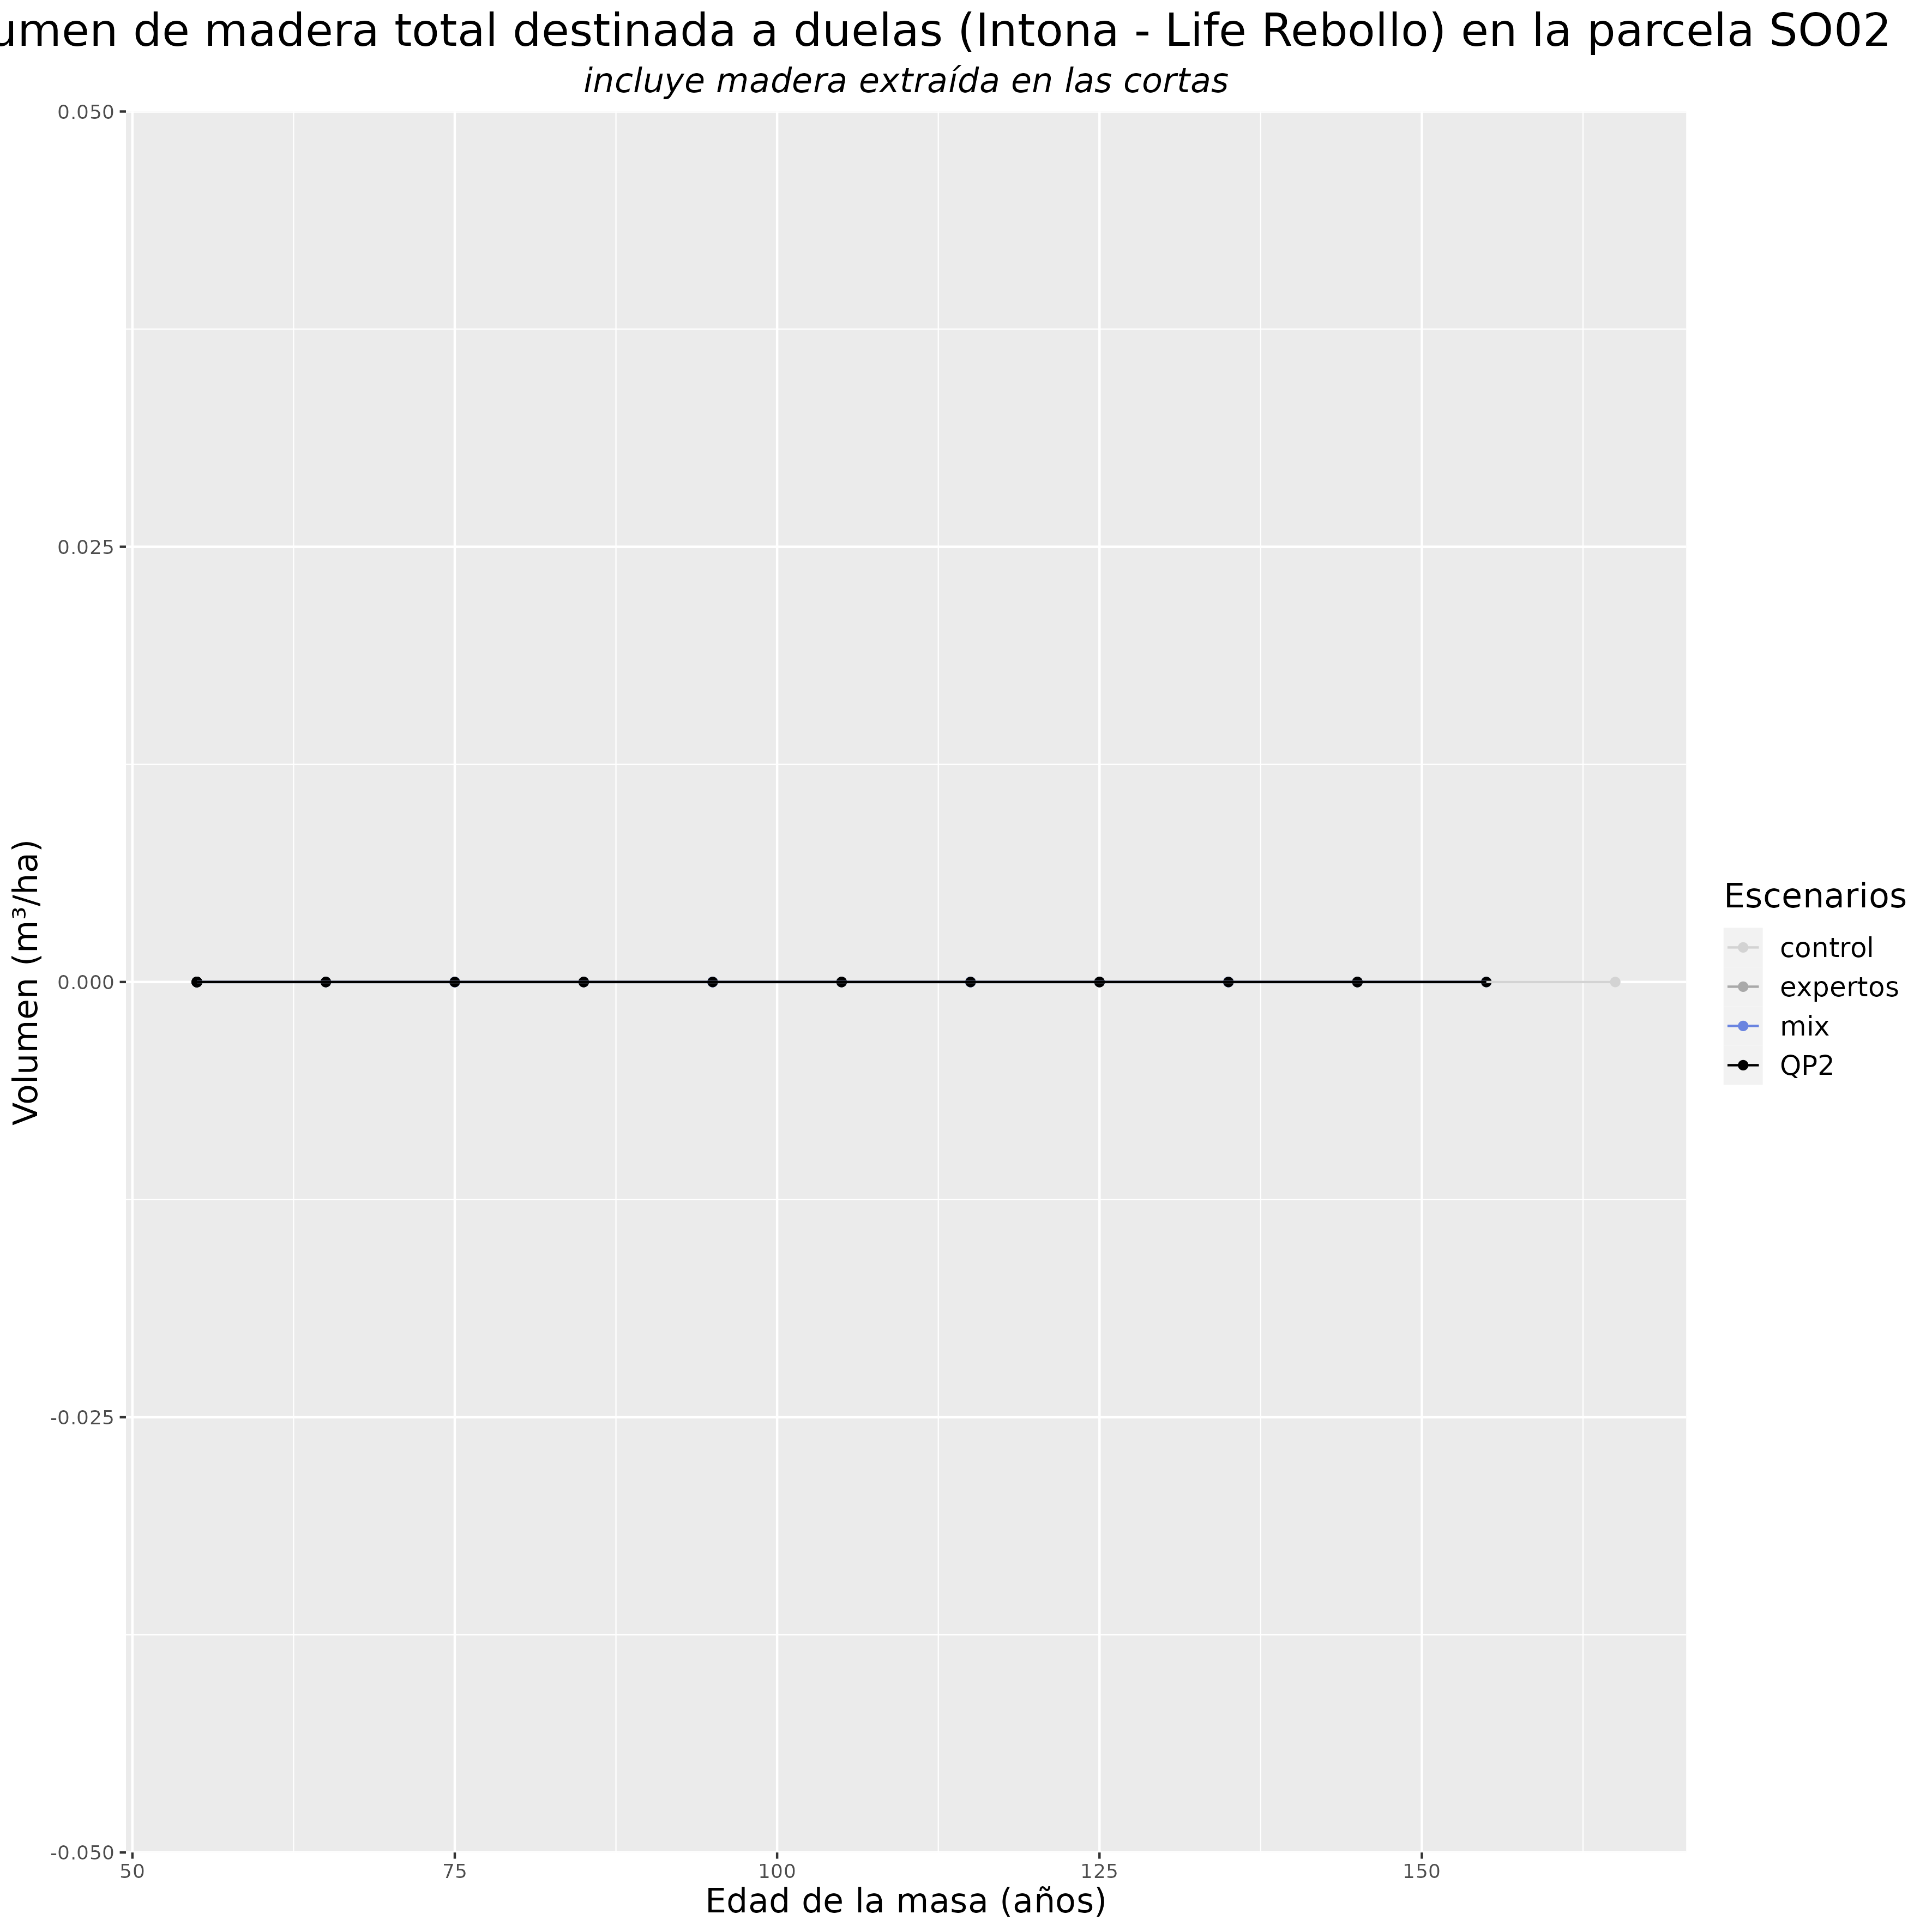 umen de madera total destinada a duelas (Intona - Life Rebollo) en la parcela SO02
incluye madera extraída en las cortas
0.050
0.025
0.000
-0.025
-0.050
Volumen (m³/ha)
50
75
100
125
150
Edad de la masa (años)
Escenarios
control
expertos
mix
QP2